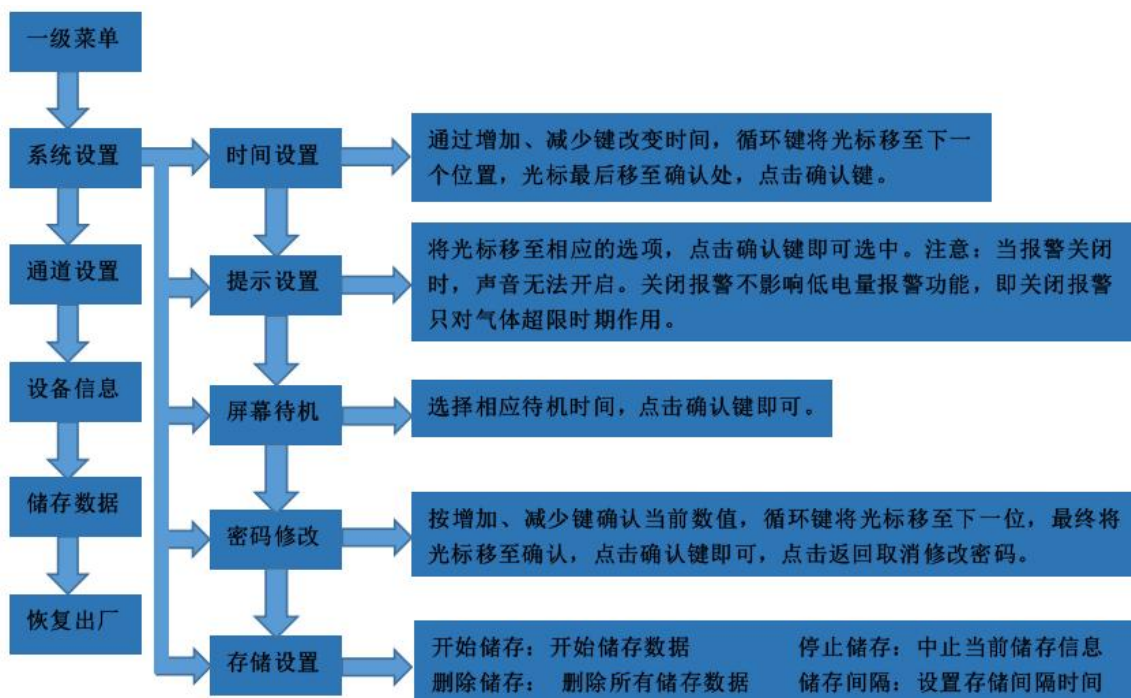 一级菜单
系统设置
时间设置
通过增加、减少键改变时间，循环键将光标移至下一
个位置，光标最后移至确认处，点击确认键。
通道设置
提示设置
将光标移至相应的选项，点击确认键即可选中。注意：当报警关闭
时，声音无法开启。关闭报警不影响低电量报警功能，即关闭报警
只对气体超限时期作用。
设备信息
屏幕待机
选择相应待机时间，点击确认键即可。
储存数据
密码修改
按增加、减少键确认当前数值，循环键将光标移至下一位，最终将
光标移至确认，点击确认键即可，点击返回取消修改密码。
恢复出厂
存储设置
开始储存：开始储存数据 停止储存：中止当前储存信息
删除储存： 删除所有储存数据 储存间隔：设置存储间隔时间